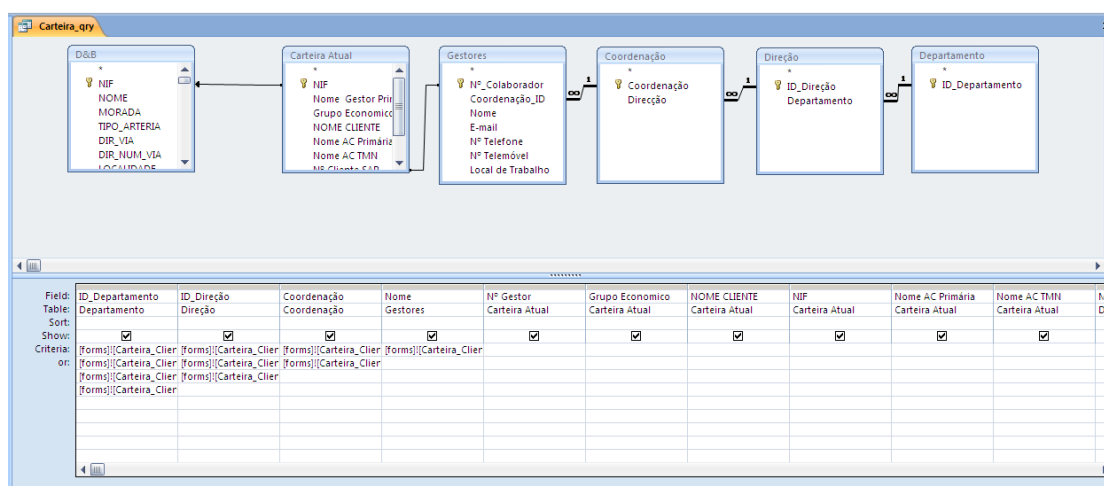 Carteira_qry
D&B
*
NIF
NOME
MORADA
TIPO_ARTERIA
DIR_VIA
DIR_NUM_VIA
LOCALIDADE
Carteira Atual
*
NIF
Nome Gestor Prir
Grupo Economico
NOME CLIENTE
Nome AC Primária
Nome AC TMN
Nº Cliente SAP
Gestores
*
Nº_Colaborador
Coordenação_ID
Nome
E-mail
Nº Telefone
Nº Telemóvel
Local de Trabalho
∞ 1
Coordenação
*
Coordenação
Direcção
∞ 1
Direção
*
ID_Direção
Departamento
∞ 1
Departamento
*
ID_Departamento
Field: ID_Departamento ID_Direção Coordenação Nome Nº Gestor Grupo Economico NOME CLIENTE NIF Nome AC Primária Nome AC TMN
Table: Departamento Direção Coordenação Gestores Carteira Atual Carteira Atual Carteira Atual Carteira Atual Carteira Atual Carteira Atual
Sort:
Show:
Criteria: [forms]![Carteira_Clier [forms]![Carteira_Clier [forms]![Carteira_Clier [forms]![Carteira_Clier
or: [forms]![Carteira_Clier [forms]![Carteira_Clier [forms]![Carteira_Clier
[forms]![Carteira_Clier [forms]![Carteira_Clier
[forms]![Carteira_Clier